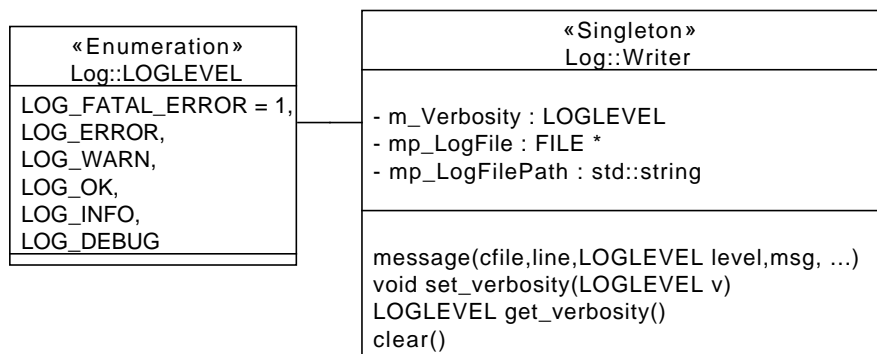 «Enumeration»
Log::LOGLEVEL
LOG_FATAL_ERROR = 1,
LOG_ERROR,
LOG_WARN,
LOG_OK,
LOG_INFO,
LOG_DEBUG
«Singleton»
Log::Writer
- m_Verbosity : LOGLEVEL
- mp_LogFile : FILE *
- mp_LogFilePath : std::string
message(cfile,line,LOGLEVEL level,msg, ...)
void set_verbosity(LOGLEVEL v)
LOGLEVEL get_verbosity()
clear()